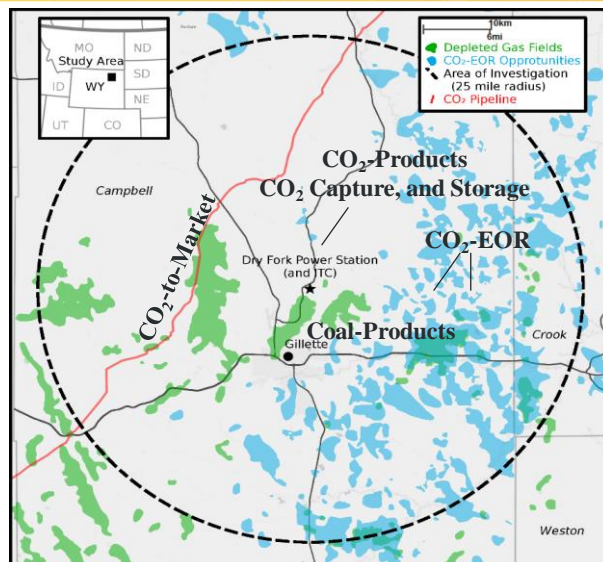 MO
ND
Study Area
SD
WY
ID
NE
UT
CO
10km
6mi
Depleted Gas Fields
CO₂-EOR Opprotunities
Area of Investigation
(25 mile radius)
CO₂ Pipeline
CO₂-Products
CO₂ Capture, and Storage
Campbell
CO₂-to-Market
CO₂-EOR
Dry Fork Power Station
(and ITC)
Coal-Products
Crook
Gillette
Weston